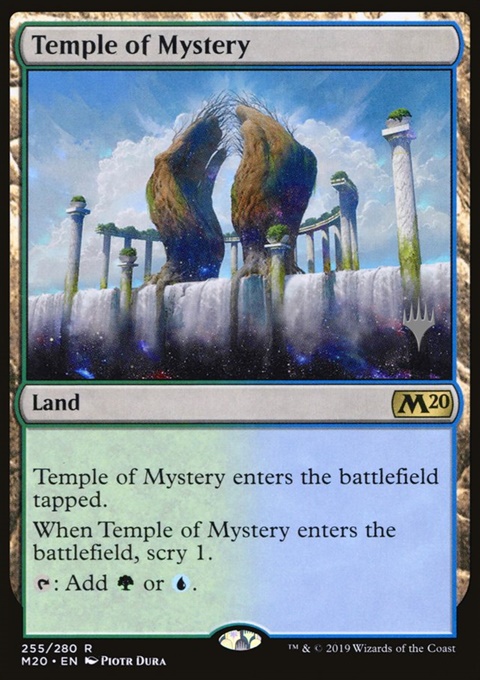 Temple of Mystery
Land
M20
Temple of Mystery enters the battlefield
tapped.
When Temple of Mystery enters the
battlefield, scry 1.
: Add or .
255/280 R
M20 • EN Piotr Dura
™ & © 2019 Wizards of the Coast